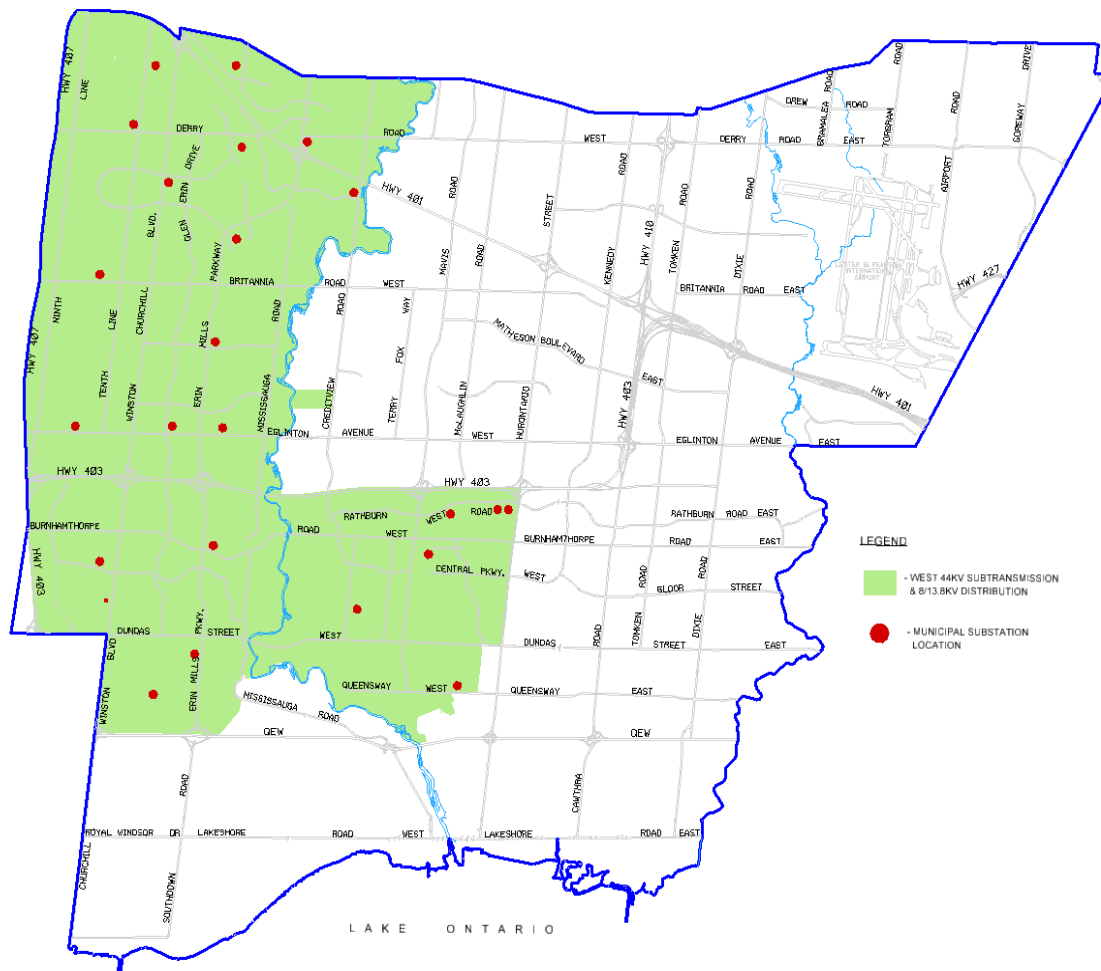 HWY 407
LINE
DERRY
ROAD
WEST
DERRY
ROAD
EAST
DREW
ROAD
BRAMALEA
ROAD
TORBRAM
ROAD
AIRPORT
ROAD
GOREWAY
DRIVE
GLEN
ERIN
DRIVE
BLVD.
HWY 401
MAVIS
ROAD
ROAD
STREET
KENNEDY
ROAD
HWY 410
TOMKEN
ROAD
DIXIE
ROAD
LESTER B. PEARSON
INTERNATIONAL
AIRPORT
HWY 427
PARKWAY
BRITANNIA
ROAD
WEST
BRITANNIA
ROAD
EAST
NINTH
LINE
CHURCHILL
MILLS
ROAD
ROAD
WAY
FOX
TERRY
MATHESON BOULEVARD
EAST
HWY 407
TENTH
WINSTON
ERIN
MISSISSAUGA
CREDITVIEW
McLAUGHLIN
HURONTARIO
HWY 403
HWY 401
EGLINTON
AVENUE
WEST
EGLINTON
AVENUE
EAST
HWY 403
HWY 403
BURNHAMTHORPE
ROAD
WEST
BURNHAMTHORPE
ROAD
EAST
RATHBURN
WEST
ROAD
RATHBURN
ROAD
EAST
HWY 403
CENTRAL PKWY.
WEST
BLOOR
STREET
LEGEND
- WEST 44KV SUBTRANSMISSION
& 8/13.8KV DISTRIBUTION
- MUNICIPAL SUBSTATION
LOCATION
DUNDAS
STREET
WEST
DUNDAS
STREET
EAST
BLVD
PKWY.
ROAD
TOMKEN
ROAD
DIXIE
ROAD
WINSTON
ERIN MILLS
QUEENSWAY
WEST
QUEENSWAY
EAST
MISSISSAUGA
ROAD
QEW
QEW
ROAD
CAWTHRA
ROYAL WINDSOR
DR
LAKESHORE
ROAD
WEST
LAKESHORE
ROAD
EAST
CHURCHILL
SOUTHDOWN
LAKE ONTARIO